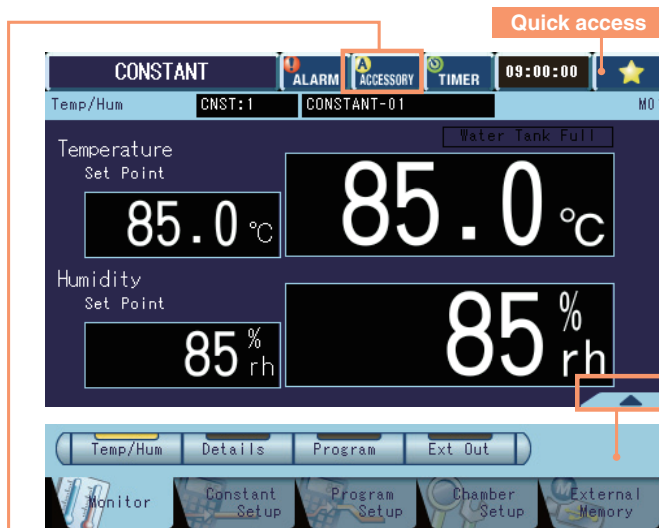 Quick access
CONSTANT
ALARM
A
ACCESSORY
TIMER
09:00:00
Temp/Hum
CNST:1
CONSTANT-01
M0
Water Tank Full
Temperature
Set Point
85.0 ℃
85.0 ℃
Humidity
Set Point
85 % rh
85 % rh
Temp/Hum
Details
Program
Ext Out
Monitor
Constant
Setup
Program
Setup
Chamber
Setup
External
Memory